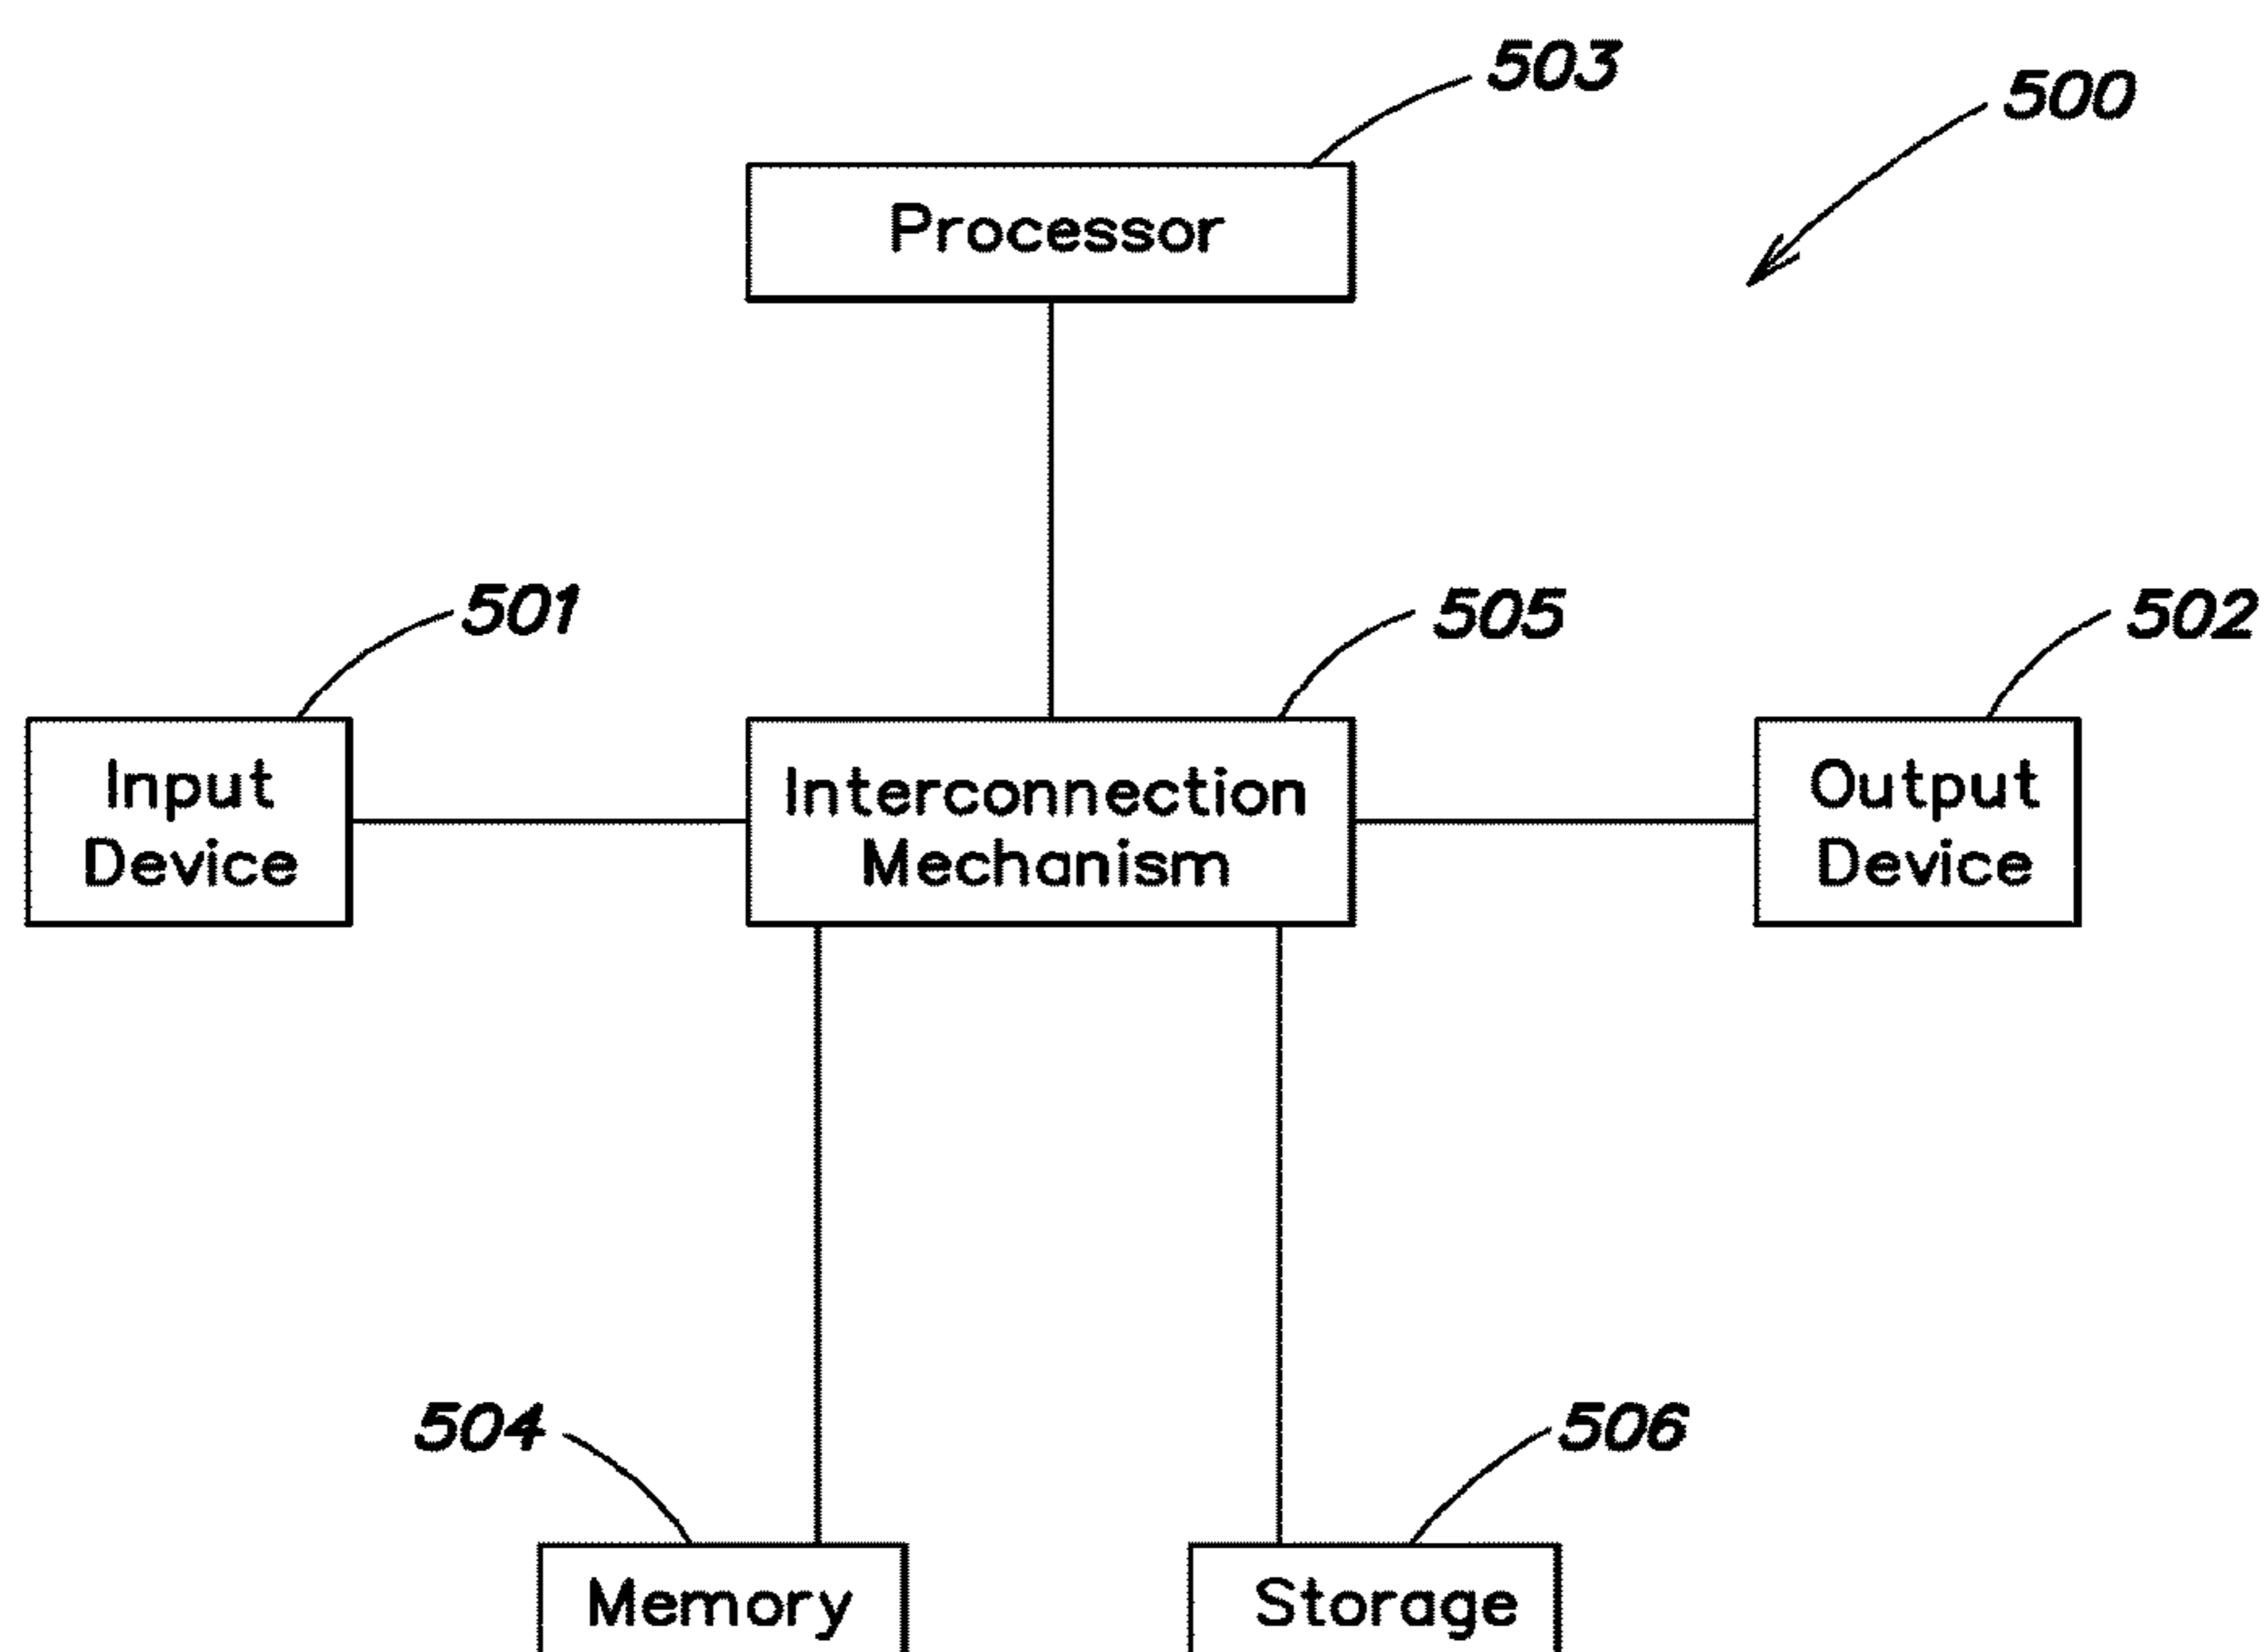 503
500
Processor
501
505
502
Input
Device
Interconnection
Mechanism
Output
Device
504
506
Memory
Storage